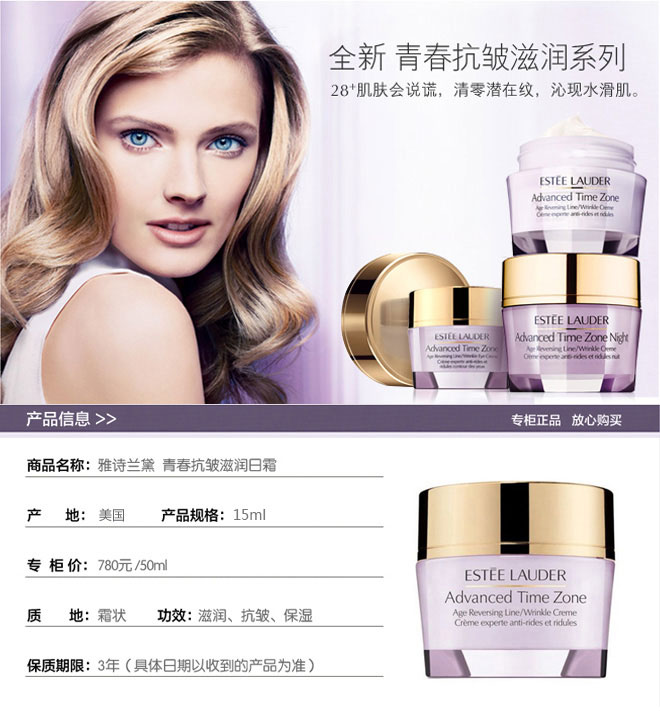 全新 青春抗皱滋润系列
28+肌肤会说谎，清零潜在纹，沁现水滑肌。
ESTĒE LAUDER
Advanced Time Zone
Age Reversing Line/Wrinkle Creme
Crème experte anti-rides et ridules
ESTĒE LAUDER
Advanced Time Zone Night
Age Reversing Line/Wrinkle Creme
Crème experte anti-rides et ridules nuit
ESTĒE LAUDER
Advanced Time Zone
Age Reversing Line/Wrinkle Eye Creme
Crème experte anti-rides et
ridules contour des yeux
产品信息 >>
专柜正品 放心购买
商品名称：雅诗兰黛 青春抗皱滋润日霜
产 地：美国 产品规格：15ml
专 柜 价：780元 /50ml
质 地：霜状 功效：滋润、抗皱、保湿
保质期限：3年（具体日期以收到的产品为准）
ESTĒE LAUDER
Advanced Time Zone
Age Reversing Line/Wrinkle Creme
Crème experte anti-rides et ridules